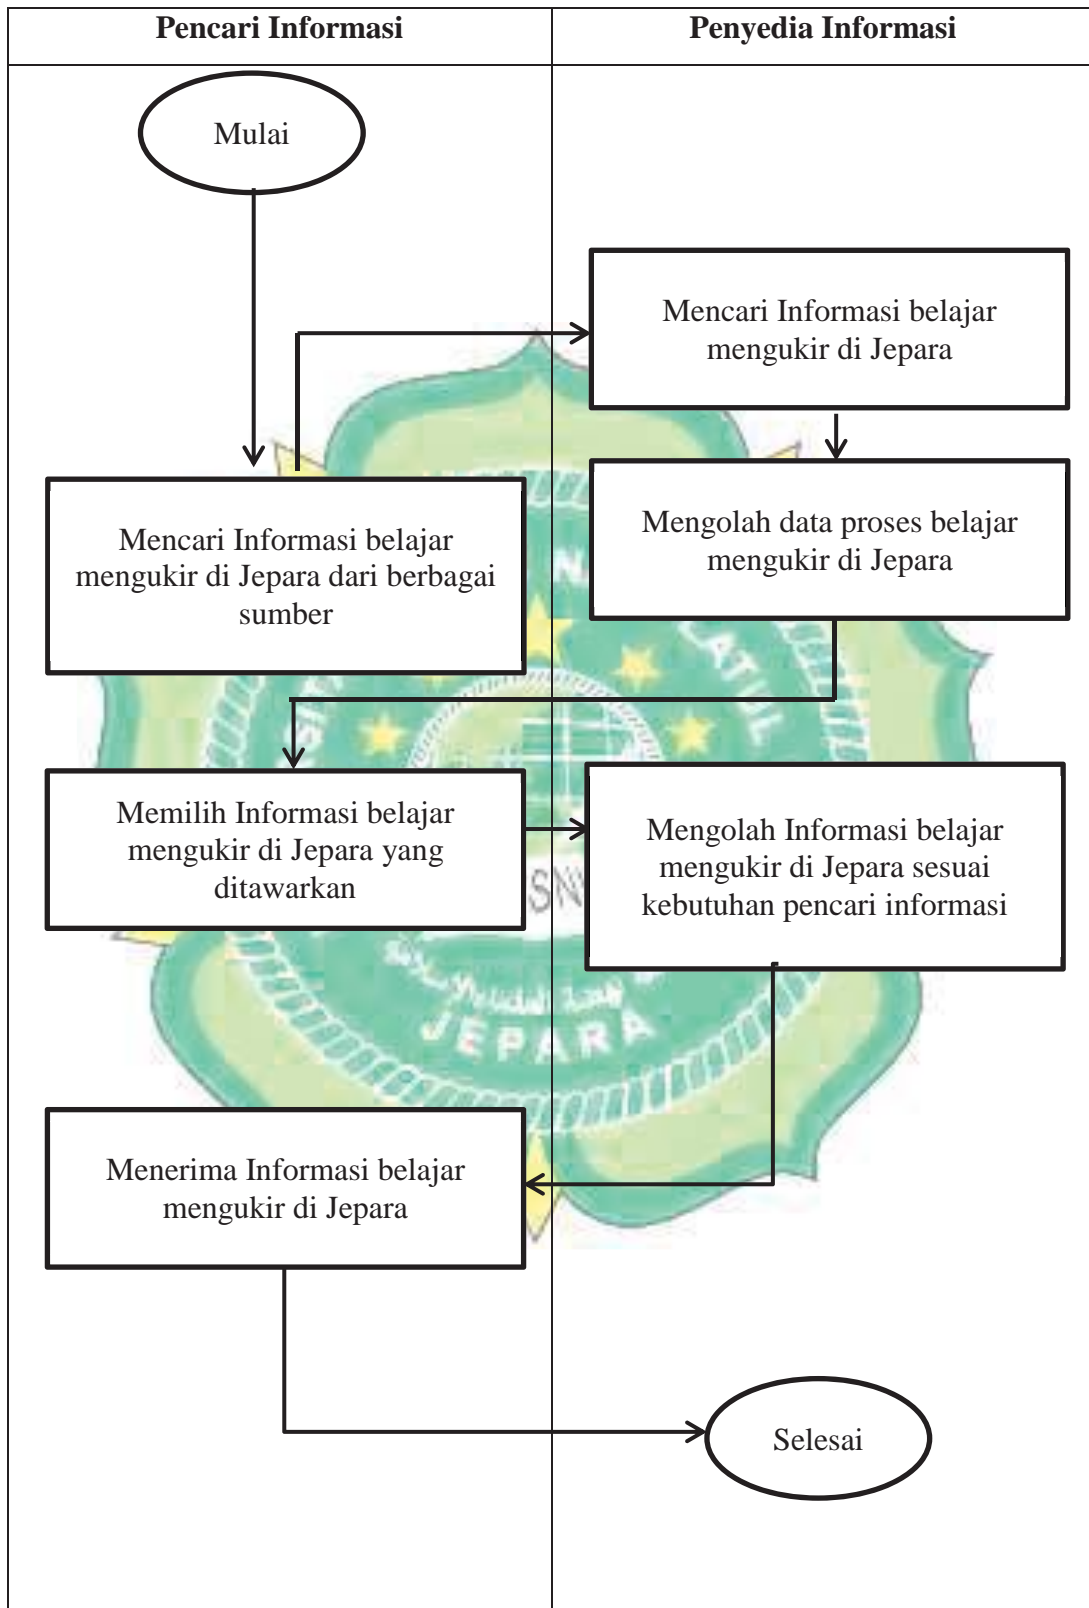 Pencari Informasi
Penyedia Informasi
Mulai
Mencari Informasi belajar
mengukir di Jepara
Mencari Informasi belajar
mengukir di Jepara dari berbagai
sumber
Mengolah data proses belajar
mengukir di Jepara
Memilih Informasi belajar
mengukir di Jepara yang
ditawarkan
Mengolah Informasi belajar
mengukir di Jepara sesuai
kebutuhan pencari informasi
JEPARA
Menerima Informasi belajar
mengukir di Jepara
Selesai